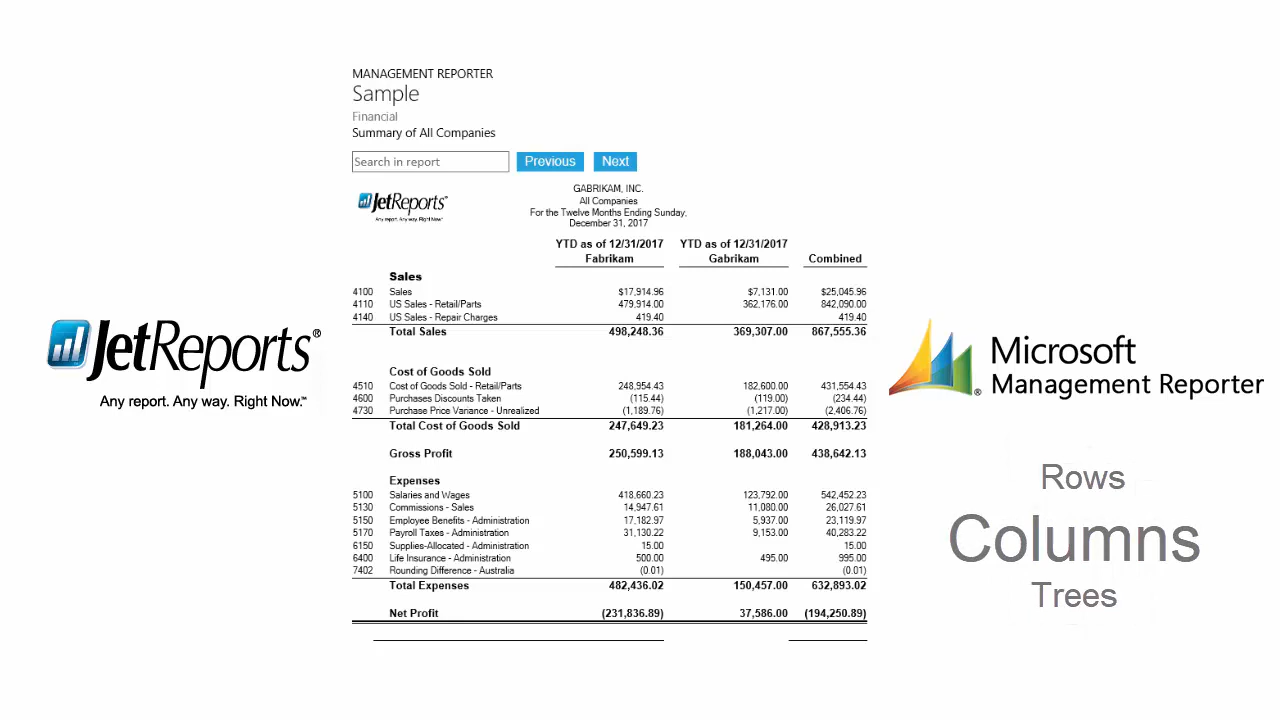 MANAGEMENT REPORTER
Sample
Financial
Summary of All Companies
Search in report Previous Next
JetReports
Any report. Any way. Right Now.™
GABRIKAM, INC.
All Companies
For the Twelve Months Ending Sunday,
December 31, 2017
YTD as of 12/31/2017 YTD as of 12/31/2017
Fabrikam Gabrikam Combined
Sales
4100 Sales $17,914.96 $7,131.00 $25,045.96
4110 US Sales - Retail/Parts 479,914.00 362,176.00 842,090.00
4140 US Sales - Repair Charges 419.40 419.40
Total Sales 498,248.36 369,307.00 867,555.36
Cost of Goods Sold
4510 Cost of Goods Sold - Retail/Parts 248,954.43 182,600.00 431,554.43
4600 Purchases Discounts Taken (115.44) (119.00) (234.44)
4730 Purchase Price Variance - Unrealized (1,189.76) (1,217.00) (2,406.76)
Total Cost of Goods Sold 247,649.23 181,264.00 428,913.23
Gross Profit 250,599.13 188,043.00 438,642.13
Expenses
5100 Salaries and Wages 418,660.23 123,792.00 542,452.23
5130 Commissions - Sales 14,947.61 11,080.00 26,027.61
5150 Employee Benefits - Administration 17,182.97 5,937.00 23,119.97
5170 Payroll Taxes - Administration 31,130.22 9,153.00 40,283.22
6150 Supplies-Allocated - Administration 15.00 15.00
6400 Life Insurance - Administration 500.00 495.00 995.00
7402 Rounding Difference - Australia (0.01) (0.01)
Total Expenses 482,436.02 150,457.00 632,893.02
Net Profit (231,836.89) 37,586.00 (194,250.89)
JetReports®
Any report. Any way. Right Now.™
® Microsoft
Management Reporter
Rows
Columns
Trees